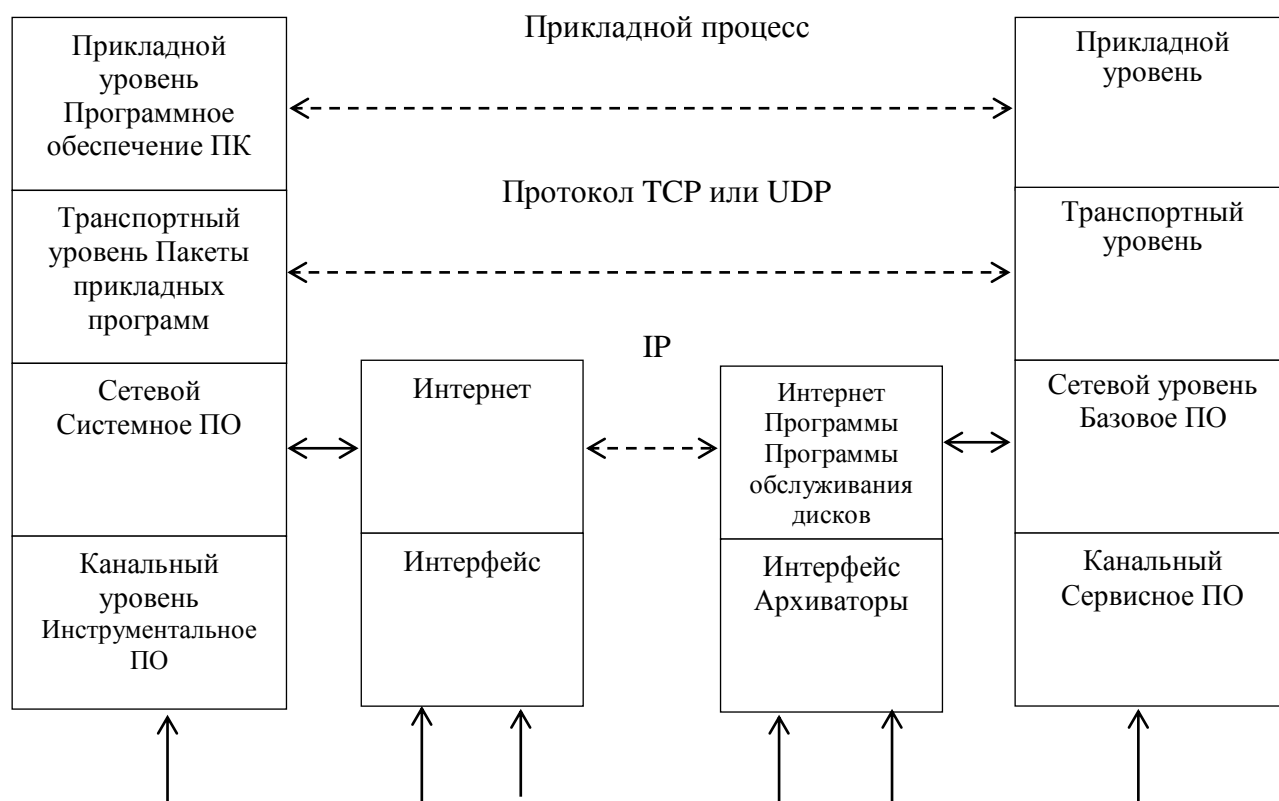 Прикладной процесс
Прикладной
уровень
Программное
обеспечение ПК
Прикладной
уровень
Протокол TCP или UDP
Транспортный
уровень Пакеты
прикладных
программ
Транспортный
уровень
IP
Сетевой
Системное ПО
Интернет
Интернет
Программы
Программы
обслуживания
дисков
Сетевой уровень
Базовое ПО
Канальный
уровень
Инструментальное
ПО
Интерфейс
Интерфейс
Архиваторы
Канальный
Сервисное ПО